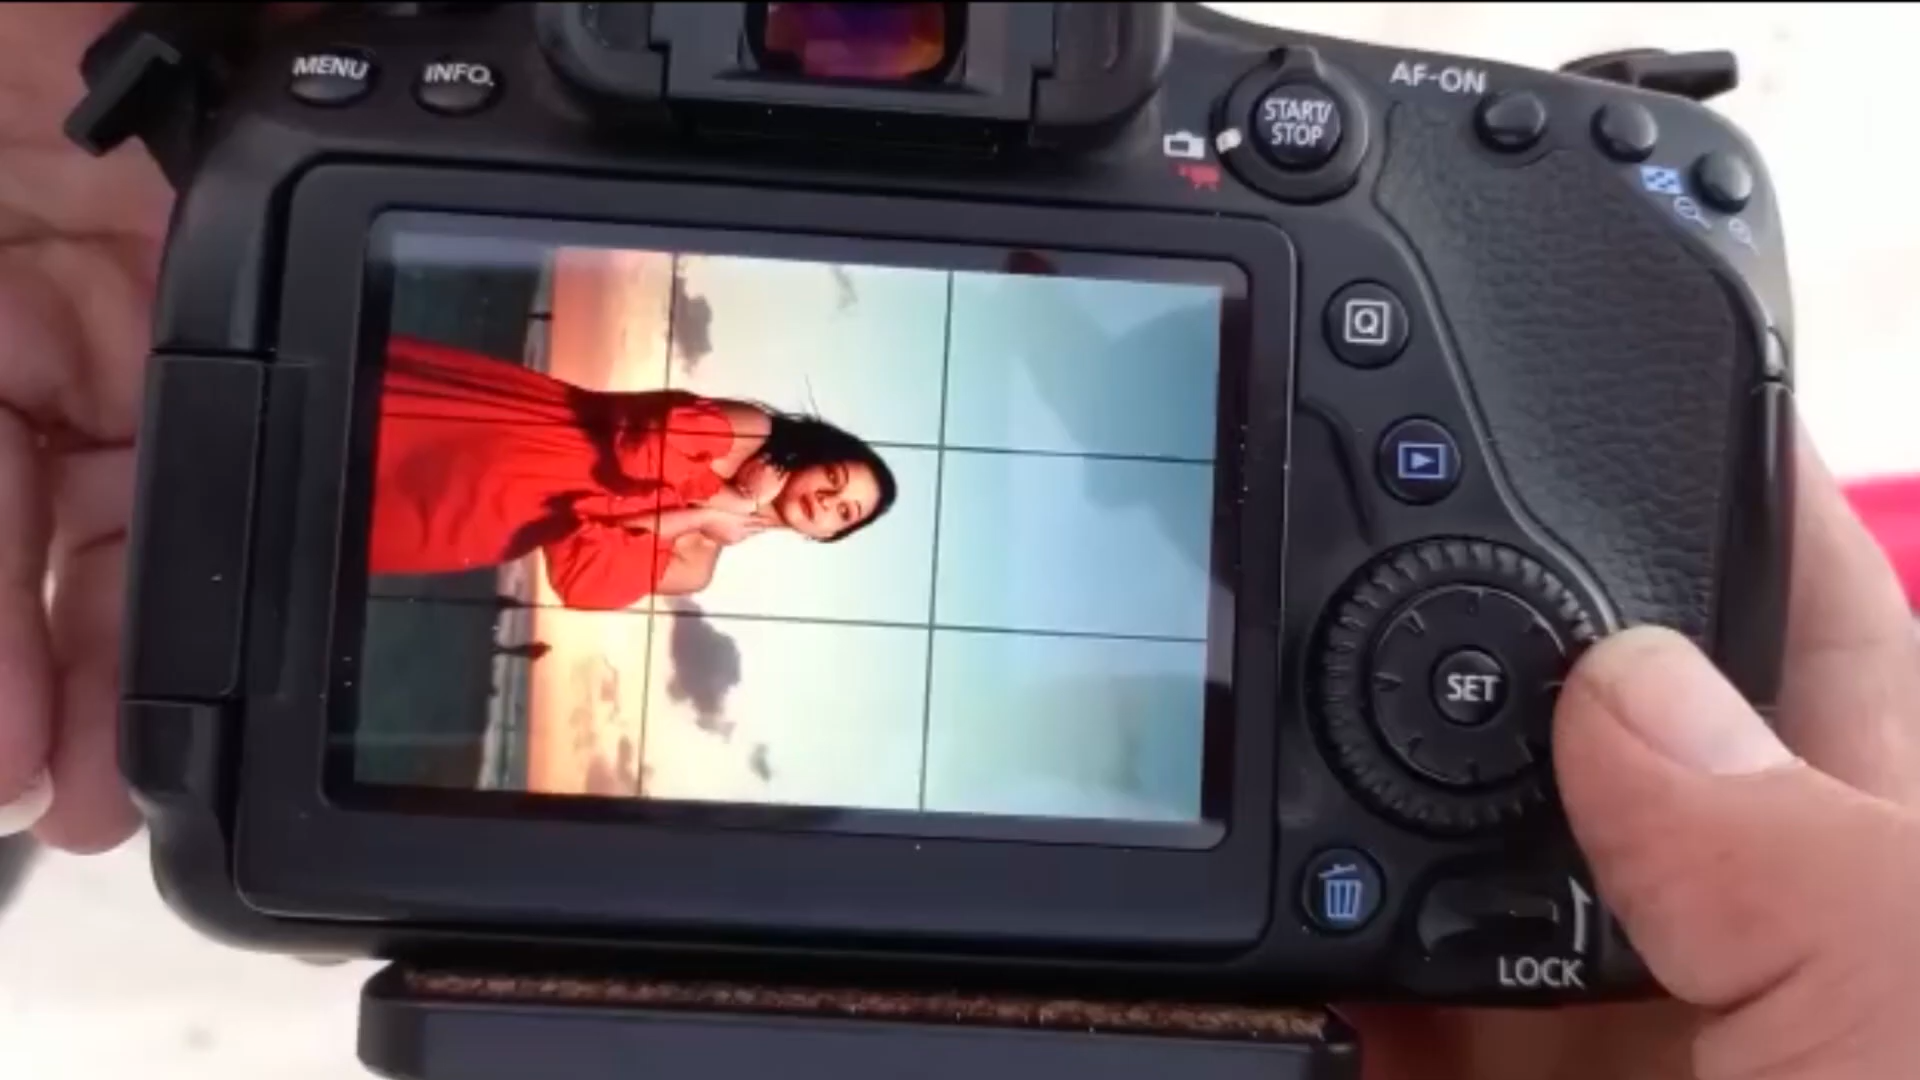 MENU
INFO.
AF-ON
START/
STOP
Q
SET
LOCK